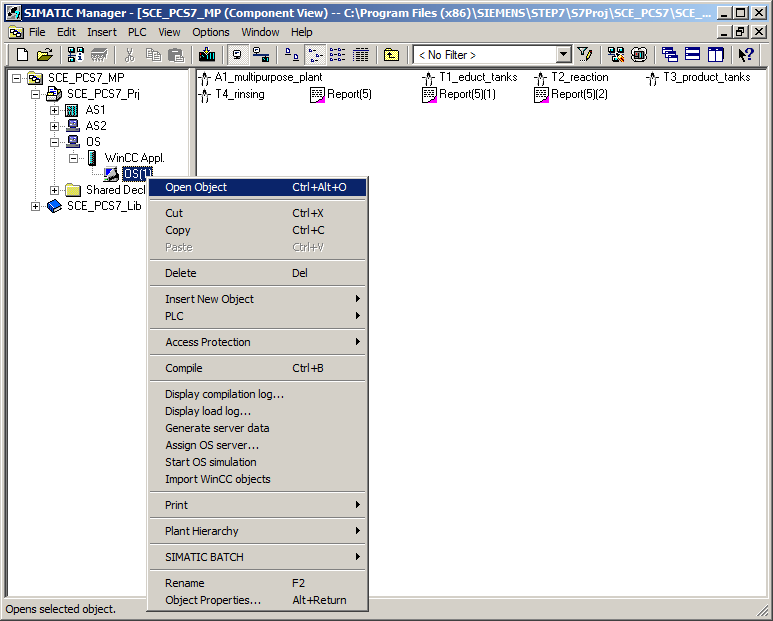 SIMATIC Manager - [SCE_PCS7_MP (Component View) -- C:\Program Files (x86)\SIEMENS\STEP7\S7Proj\SCE_PCS7\SCE_...
File Edit Insert PLC View Options Window Help
< No Filter >
SCE_PCS7_MP
SCE_PCS7_Prj
AS1
AS2
OS
WinCC Appl.
OS(1)
Shared Decl
SCE_PCS7_Lib
A1_multipurpose_plant T1_educt_tanks T2_reaction T3_product_tanks
T4_rinsing Report(5) Report(5)(1) Report(5)(2)
Open Object Ctrl+Alt+O
Cut Ctrl+X
Copy Ctrl+C
Paste Ctrl+V
Delete Del
Insert New Object
PLC
Access Protection
Compile Ctrl+B
Display compilation log...
Display load log...
Generate server data
Assign OS server...
Start OS simulation
Import WinCC objects
Print
Plant Hierarchy
SIMATIC BATCH
Rename F2
Object Properties... Alt+Return
Opens selected object.